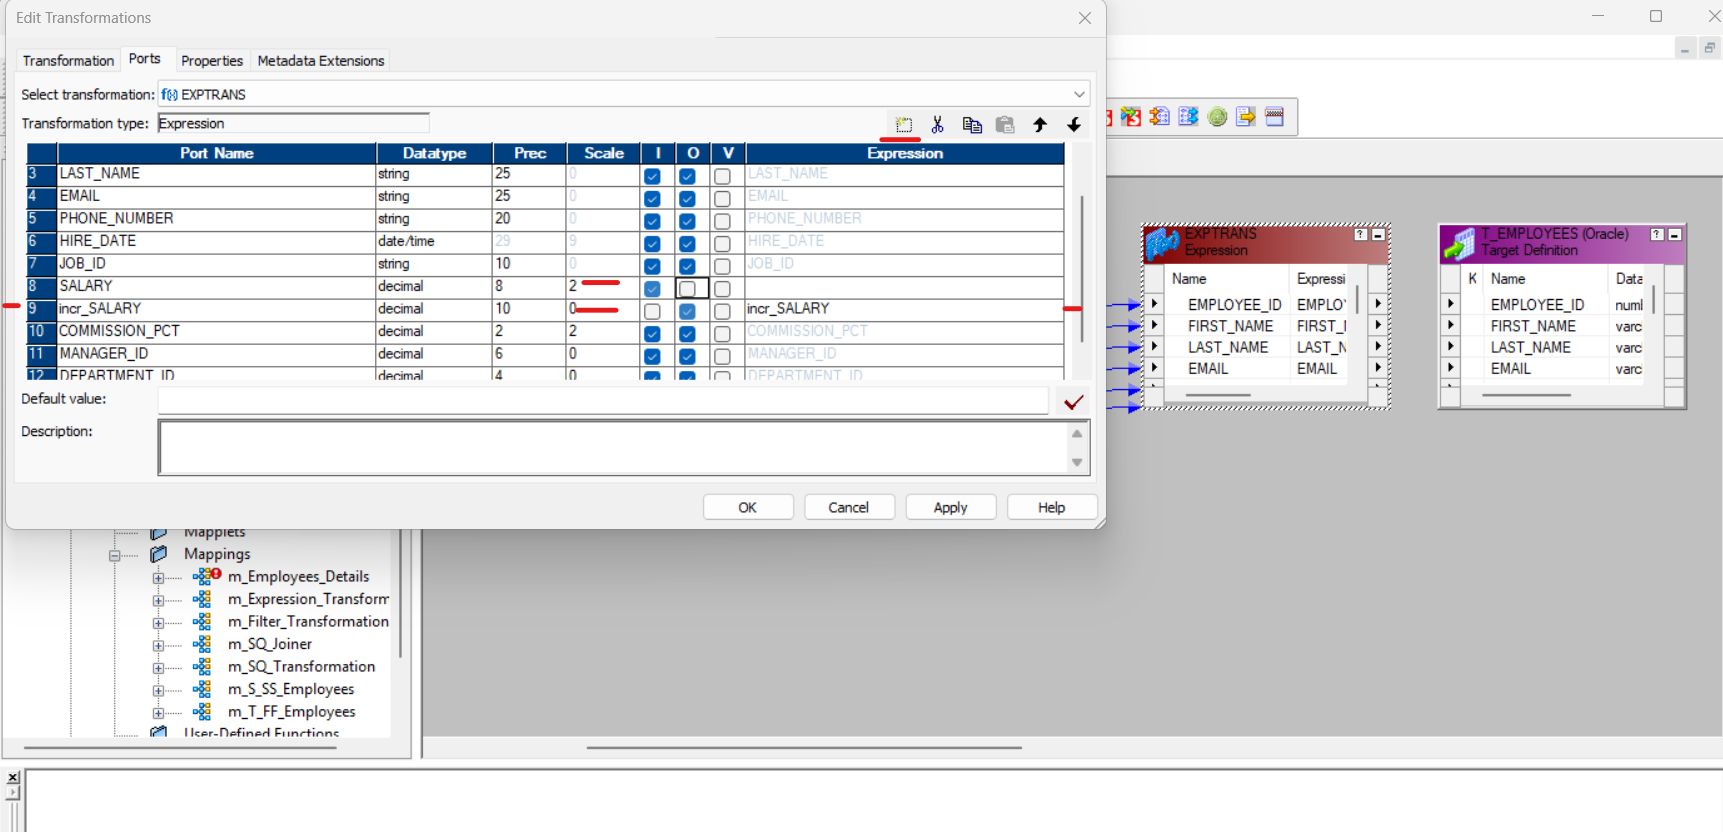 Edit Transformations
Transformation Ports Properties Metadata Extensions
Select transformation: f(x) EXPTRANS
Transformation type: Expression
Port Name Datatype Prec Scale I O V Expression
3 LAST_NAME string 25 0 LAST_NAME
4 EMAIL string 25 0 EMAIL
5 PHONE_NUMBER string 20 0 PHONE_NUMBER
6 HIRE_DATE date/time 29 9 HIRE_DATE
7 JOB_ID string 10 0 JOB_ID
8 SALARY decimal 8 2
9 incr_SALARY decimal 10 0 incr_SALARY
10 COMMISSION_PCT decimal 2 2 COMMISSION_PCT
11 MANAGER_ID decimal 6 0 MANAGER_ID
12 DEPARTMENT_ID decimal 4 0 DEPARTMENT_ID
Default value:
Description:
OK Cancel Apply Help
EXPTRANS
Expression
Name Expressi
EMPLOYEE_ID EMPLO
FIRST_NAME FIRST_
LAST_NAME LAST_N
EMAIL EMAIL
T_EMPLOYEES (Oracle)
Target Definition
K Name Data
EMPLOYEE_ID num
FIRST_NAME varc
LAST_NAME varc
EMAIL varc
Mapplets
Mappings
m_Employees_Details
m_Expression_Transform
m_Filter_Transformation
m_SQ_Joiner
m_SQ_Transformation
m_S_SS_Employees
m_T_FF_Employees
User-Defined Functions